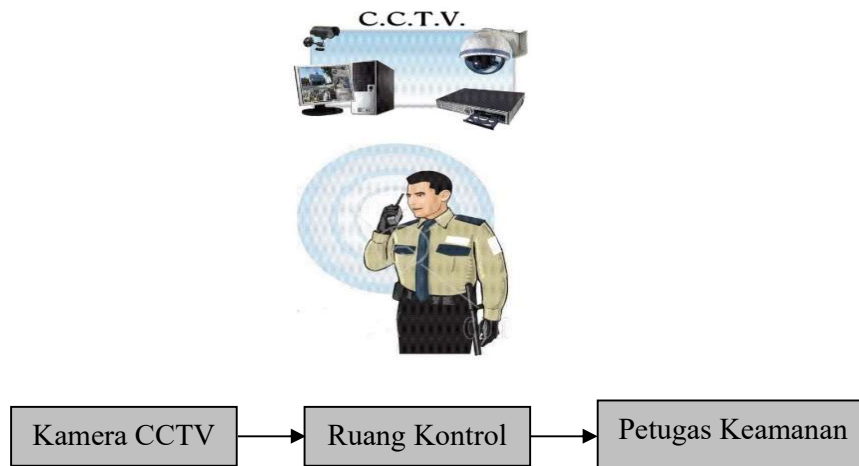 C.C.T.V.
Kamera CCTV
Ruang Kontrol
Petugas Keamanan